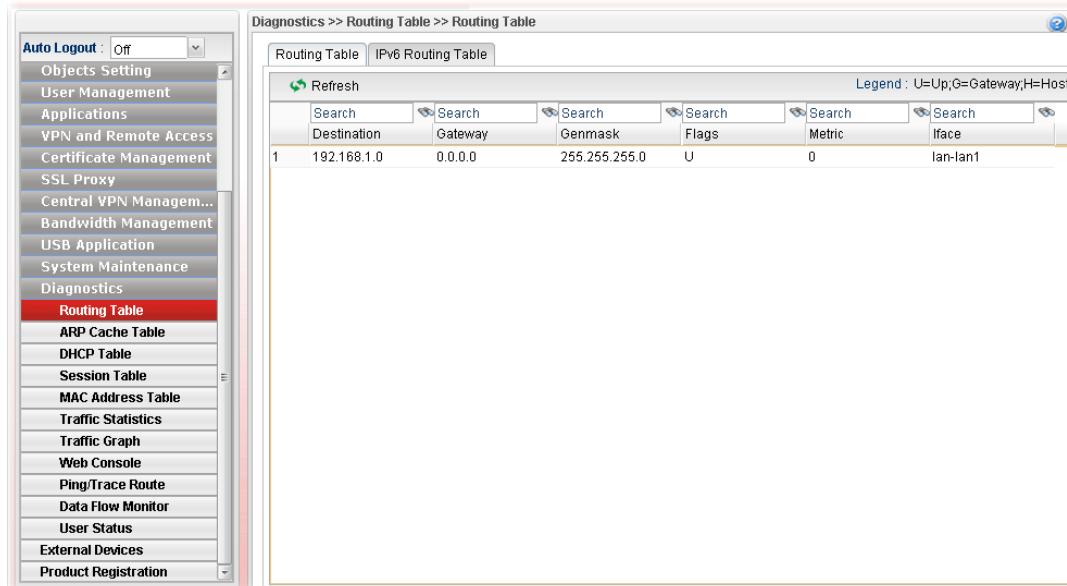 Diagnostics >> Routing Table >> Routing Table
Auto Logout : Off
Objects Setting
User Management
Applications
VPN and Remote Access
Certificate Management
SSL Proxy
Central VPN Managem...
Bandwidth Management
USB Application
System Maintenance
Diagnostics
Routing Table
ARP Cache Table
DHCP Table
Session Table
MAC Address Table
Traffic Statistics
Traffic Graph
Web Console
Ping/Trace Route
Data Flow Monitor
User Status
External Devices
Product Registration
Routing Table IPv6 Routing Table
Refresh Legend : U=Up;G=Gateway;H=Host
Search Search Search Search Search Search
Destination Gateway Genmask Flags Metric Iface
1 192.168.1.0 0.0.0.0 255.255.255.0 U 0 lan-lan1